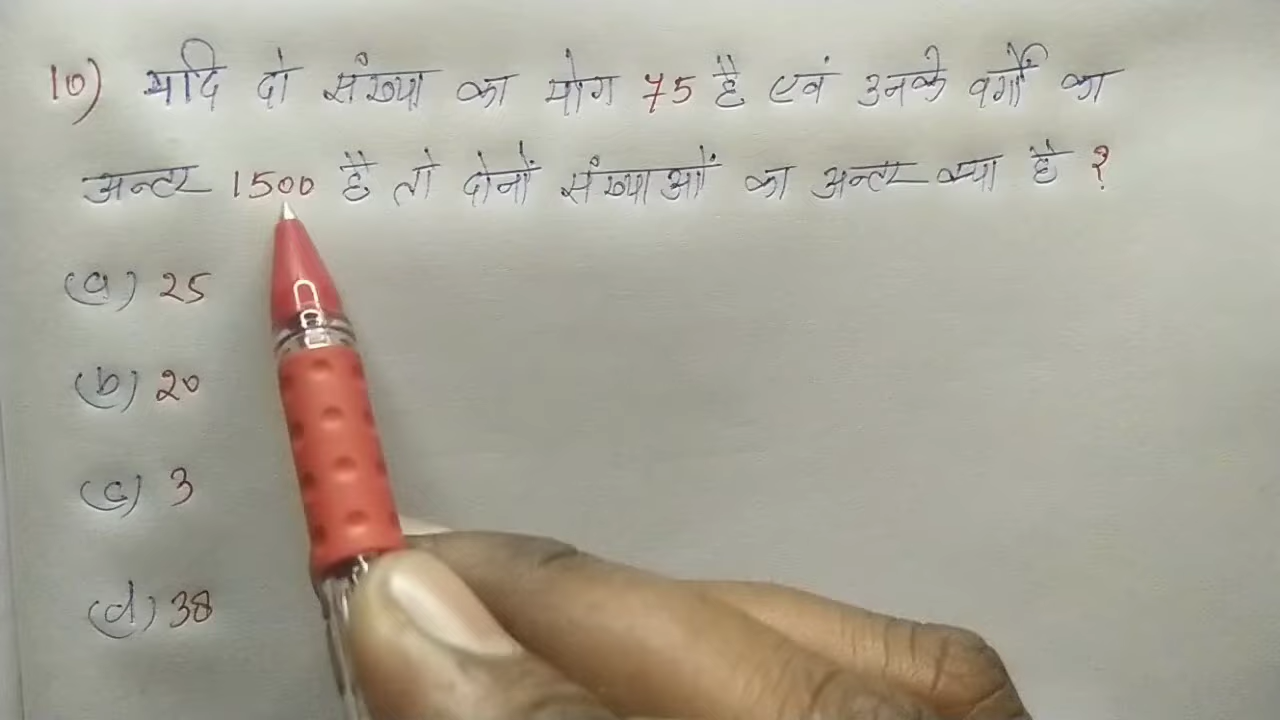 10) यदि दो संख्या का योग 75 है एवं उनके वर्गों का
अन्तर 1500 है तो दोनों संख्याओं का अन्तर क्या है ?
(a) 25
(b) 20
(c) 3
(d) 38